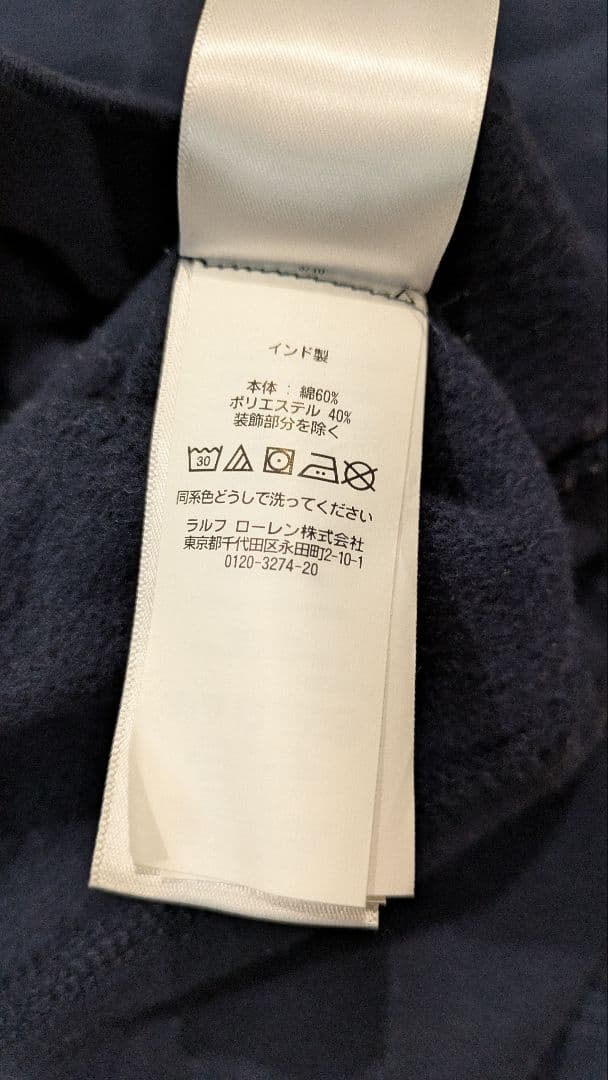 インド製
本体 : 綿60%
ポリエステル 40%
装飾部分を除く
30
同系色どうしで洗ってください
ラルフ ローレン株式会社
東京都千代田区永田町2-10-1
0120-3274-20